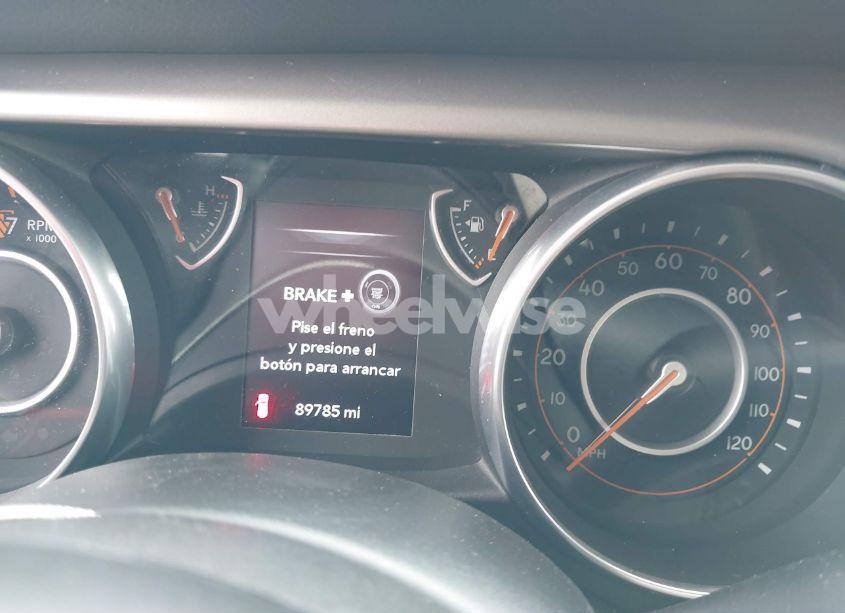 H
F
RPM
x 1000
BRAKE +
ON
Pise el freno
y presione el
botón para arrancar
89785 mi
wheelwise
0
10
20
30
40
50
60
70
80
90
100
110
120
MPH